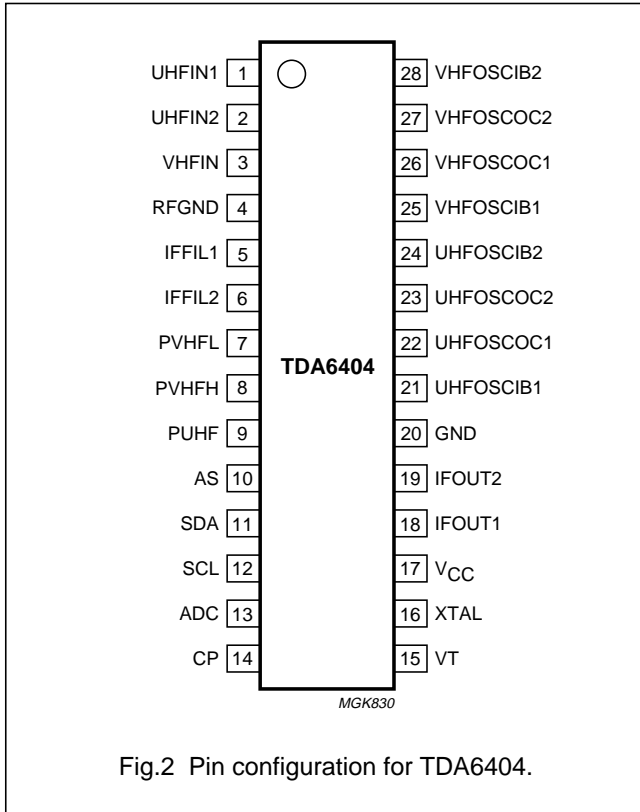 UHFIN1 1 28 VHFOSCIB2
UHFIN2 2 27 VHFOSCOC2
VHFIN 3 26 VHFOSCOC1
RFGND 4 25 VHFOSCIB1
IFFIL1 5 24 UHFOSCIB2
IFFIL2 6 23 UHFOSCOC2
PVHFL 7 22 UHFOSCOC1
TDA6404
PVHFH 8 21 UHFOSCIB1
PUHF 9 20 GND
AS 10 19 IFOUT2
SDA 11 18 IFOUT1
SCL 12 17 VCC
ADC 13 16 XTAL
CP 14 15 VT
MGK830
Fig.2 Pin configuration for TDA6404.